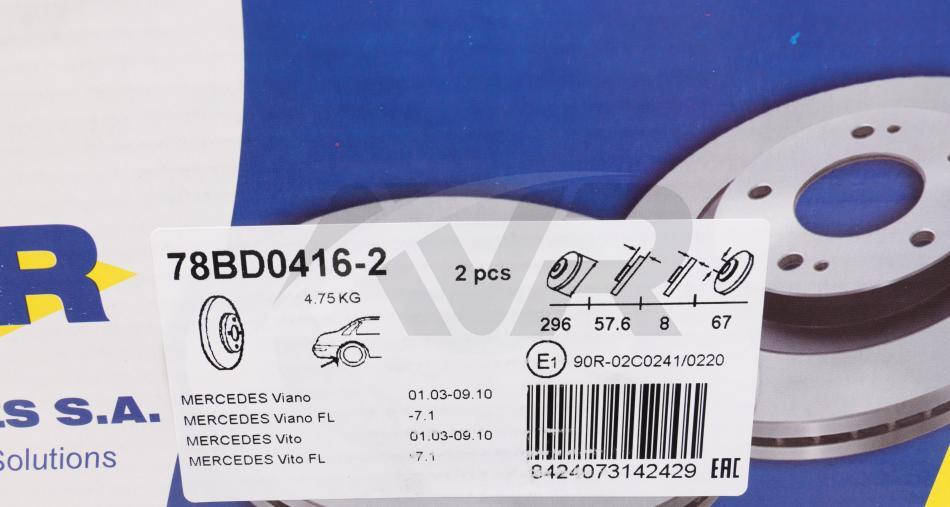 R
S S.A.
Solutions
78BD0416-2
2 pcs
4.75 KG
296 57.6 8 67
E1 90R-02C0241/0220
MERCEDES Viano 01.03-09.10
MERCEDES Viano FL -7.1
MERCEDES Vito 01.03-09.10
MERCEDES Vito FL -7.1
8424073142429 EAC